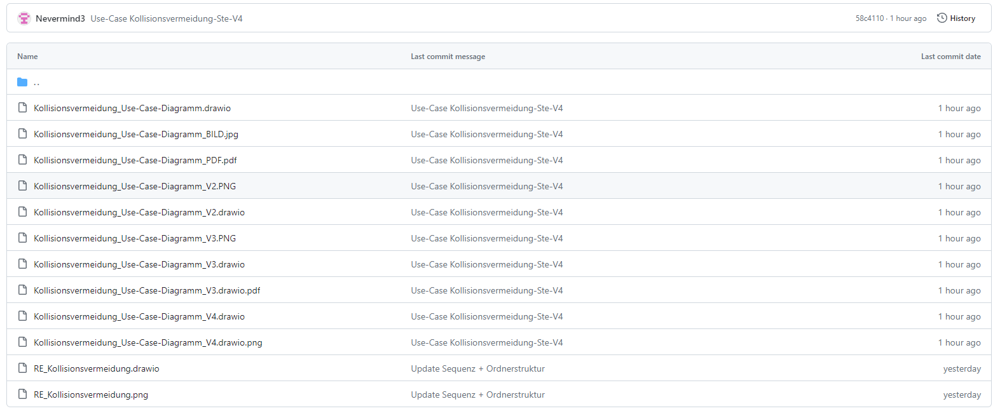 Nevermind3 Use-Case Kollisionsvermeidung-Ste-V4 58c4110 · 1 hour ago History
Name Last commit message Last commit date
..
Kollisionsvermeidung_Use-Case-Diagramm.drawio Use-Case Kollisionsvermeidung-Ste-V4 1 hour ago
Kollisionsvermeidung_Use-Case-Diagramm_BILD.jpg Use-Case Kollisionsvermeidung-Ste-V4 1 hour ago
Kollisionsvermeidung_Use-Case-Diagramm_PDF.pdf Use-Case Kollisionsvermeidung-Ste-V4 1 hour ago
Kollisionsvermeidung_Use-Case-Diagramm_V2.PNG Use-Case Kollisionsvermeidung-Ste-V4 1 hour ago
Kollisionsvermeidung_Use-Case-Diagramm_V2.drawio Use-Case Kollisionsvermeidung-Ste-V4 1 hour ago
Kollisionsvermeidung_Use-Case-Diagramm_V3.PNG Use-Case Kollisionsvermeidung-Ste-V4 1 hour ago
Kollisionsvermeidung_Use-Case-Diagramm_V3.drawio Use-Case Kollisionsvermeidung-Ste-V4 1 hour ago
Kollisionsvermeidung_Use-Case-Diagramm_V3.drawio.pdf Use-Case Kollisionsvermeidung-Ste-V4 1 hour ago
Kollisionsvermeidung_Use-Case-Diagramm_V4.drawio Use-Case Kollisionsvermeidung-Ste-V4 1 hour ago
Kollisionsvermeidung_Use-Case-Diagramm_V4.drawio.png Use-Case Kollisionsvermeidung-Ste-V4 1 hour ago
RE_Kollisionsvermeidung.drawio Update Sequenz + Ordnerstruktur yesterday
RE_Kollisionsvermeidung.png Update Sequenz + Ordnerstruktur yesterday